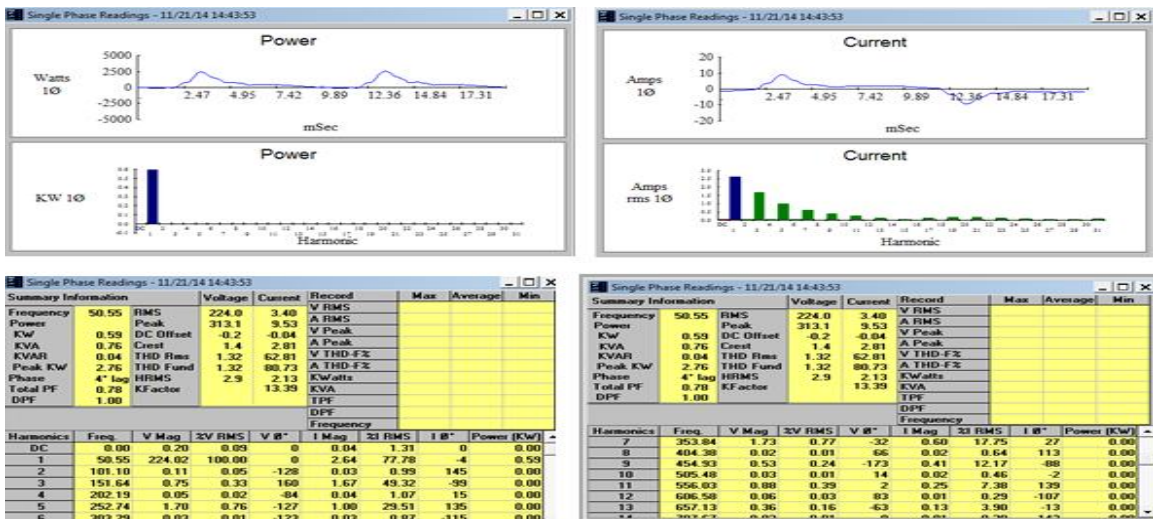 Single Phase Readings - 11/21/14 14:43:53
Power
5000
2500
0
-2500
-5000
Watts
1Ø
2.47 4.95 7.42 9.89 12.36 14.84 17.31
mSec
Power
KW 1Ø
Harmonic
Single Phase Readings - 11/21/14 14:43:53
Current
20
10
0
-10
-20
Amps
1Ø
2.47 4.95 7.42 9.89 12.36 14.84 17.31
mSec
Current
Amps
rms 1Ø
Harmonic
Single Phase Readings - 11/21/14 14:43:53
Summary Information Voltage Current Record Max Average Min
Frequency 50.55 RMS 224.0 3.40 V RMS
Power Peak 313.1 9.53 A RMS
KW 0.59 DC Offset -0.2 -0.04 V Peak
KVA 0.76 Crest 1.4 2.81 A Peak
KVAR 0.04 THD Rms 1.32 62.81 V THD-F%
Peak KW 2.76 THD Fund 1.32 80.73 A THD-F%
Phase 4° lag HRMS 2.9 2.13 KWatts
Total PF 0.78 KFactor 13.39 KVA
DPF 1.00 TPF
DPF
Frequency
Harmonics Freq. V Mag %V RMS V Ø° I Mag %I RMS I Ø° Power (KW)
DC 0.00 0.20 0.09 0 0.04 1.31 0 0.00
1 50.55 224.02 100.00 0 2.64 77.78 -4 0.59
2 101.10 0.11 0.05 -128 0.03 0.99 145 0.00
3 151.64 0.75 0.33 160 1.67 49.32 -99 0.00
4 202.19 0.05 0.02 -84 0.04 1.07 15 0.00
5 252.74 1.70 0.76 -127 1.00 29.51 135 0.00
Single Phase Readings - 11/21/14 14:43:53
Summary Information Voltage Current Record Max Average Min
Frequency 50.55 RMS 224.0 3.40 V RMS
Power Peak 313.1 9.53 A RMS
KW 0.59 DC Offset -0.2 -0.04 V Peak
KVA 0.76 Crest 1.4 2.81 A Peak
KVAR 0.04 THD Rms 1.32 62.81 V THD-F%
Peak KW 2.76 THD Fund 1.32 80.73 A THD-F%
Phase 4° lag HRMS 2.9 2.13 KWatts
Total PF 0.78 KFactor 13.39 KVA
DPF 1.00 TPF
DPF
Frequency
Harmonics Freq. V Mag %V RMS V Ø° I Mag %I RMS I Ø° Power (KW)
7 353.84 1.73 0.77 -32 0.60 17.75 27 0.00
8 404.38 0.02 0.01 66 0.02 0.64 113 0.00
9 454.93 0.53 0.24 -173 0.41 12.17 -88 0.00
10 505.48 0.03 0.01 14 0.02 0.46 -2 0.00
11 556.03 0.88 0.39 2 0.25 7.38 139 0.00
12 606.58 0.06 0.03 83 0.01 0.29 -107 0.00
13 657.13 0.36 0.16 -63 0.13 3.90 -13 0.00